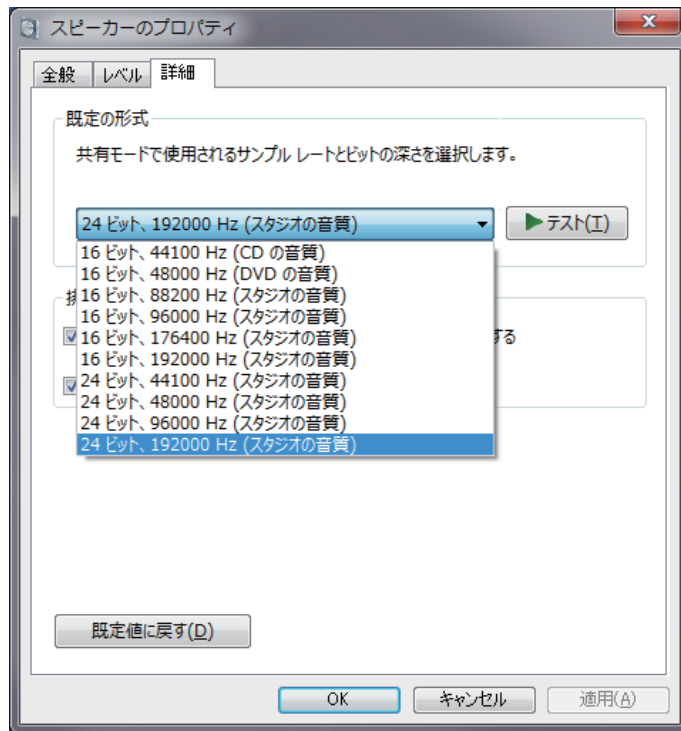 スピーカーのプロパティ
全般 レベル 詳細
既定の形式
共有モードで使用されるサンプル レートとビットの深さを選択します。
24 ビット、192000 Hz (スタジオの音質)
テスト(T)
16 ビット、44100 Hz (CD の音質)
16 ビット、48000 Hz (DVD の音質)
16 ビット、88200 Hz (スタジオの音質)
16 ビット、96000 Hz (スタジオの音質)
16 ビット、176400 Hz (スタジオの音質)
する
16 ビット、192000 Hz (スタジオの音質)
24 ビット、44100 Hz (スタジオの音質)
24 ビット、48000 Hz (スタジオの音質)
24 ビット、96000 Hz (スタジオの音質)
24 ビット、192000 Hz (スタジオの音質)
既定値に戻す(D)
OK キャンセル 適用(A)